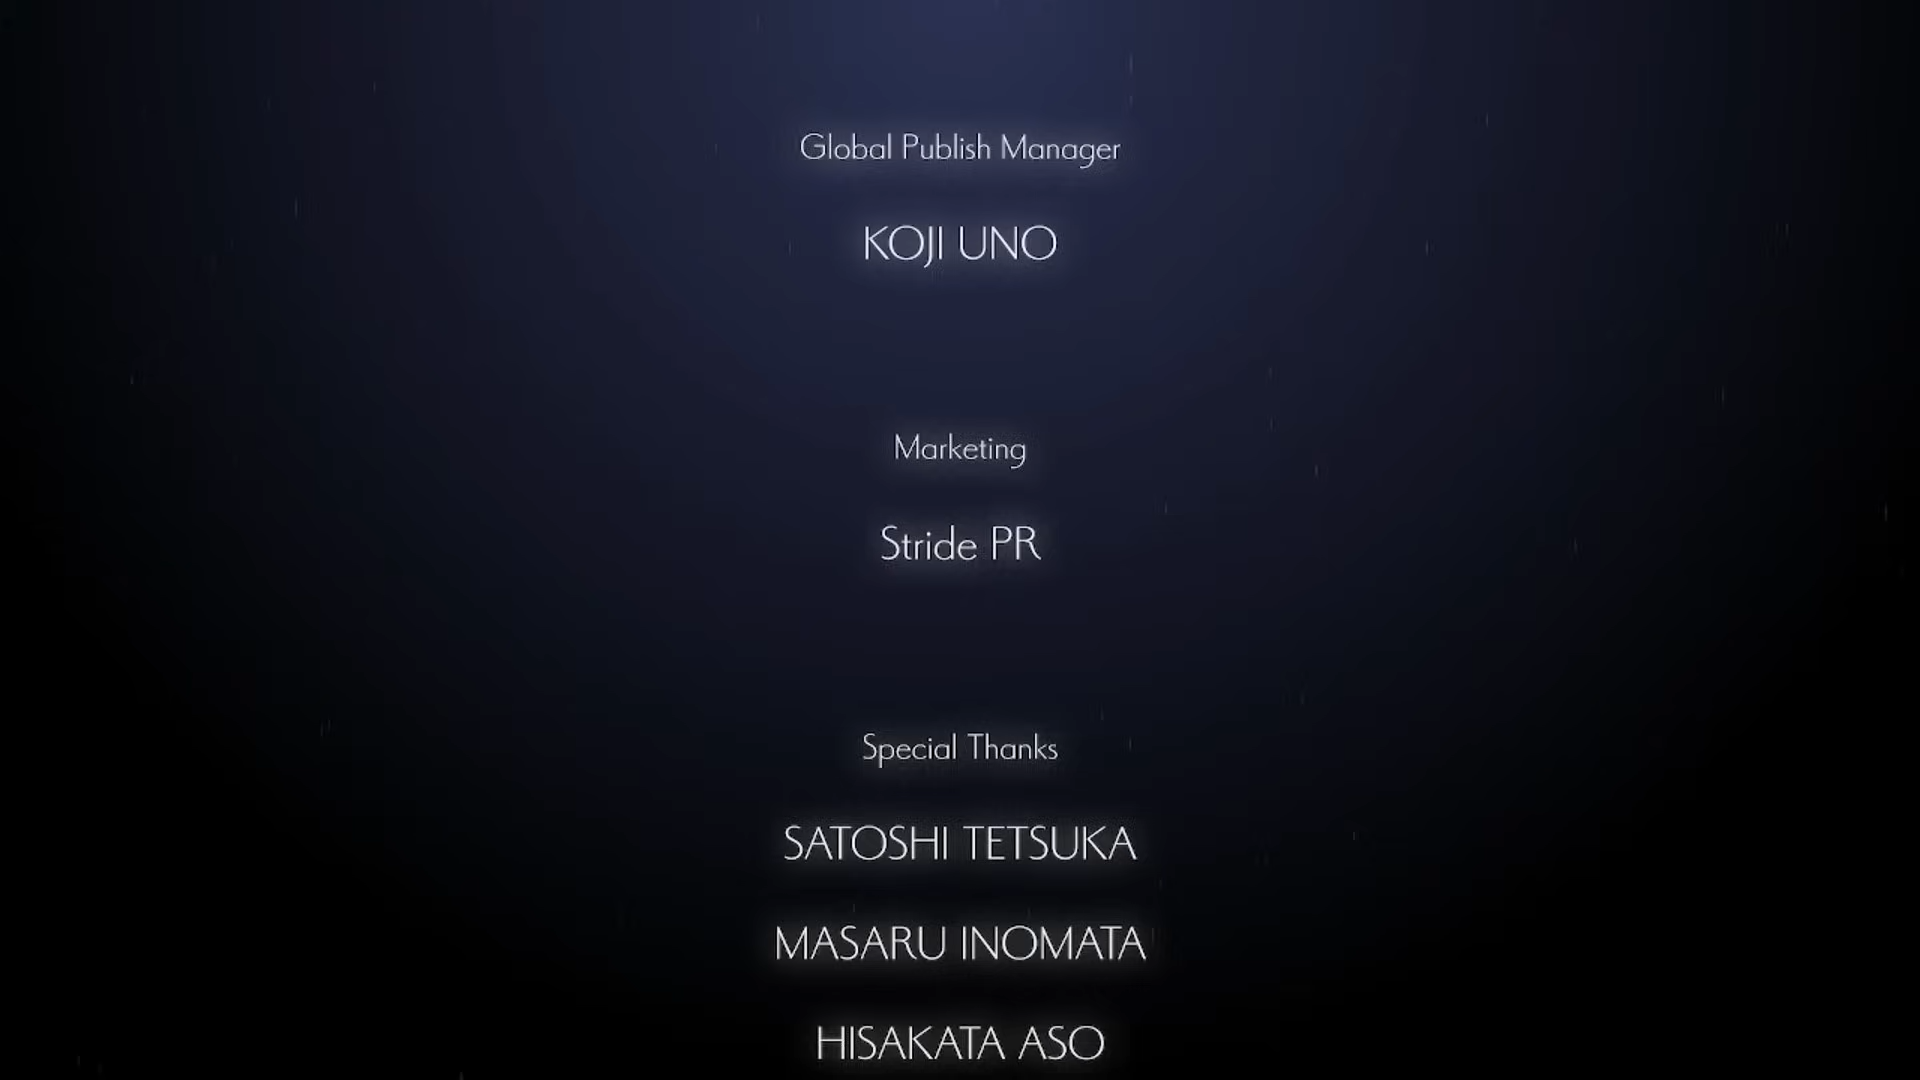 Global Publish Manager
KOJI UNO
Marketing
Stride PR
Special Thanks
SATOSHI TETSUKA
MASARU INOMATA
HISAKATA ASO